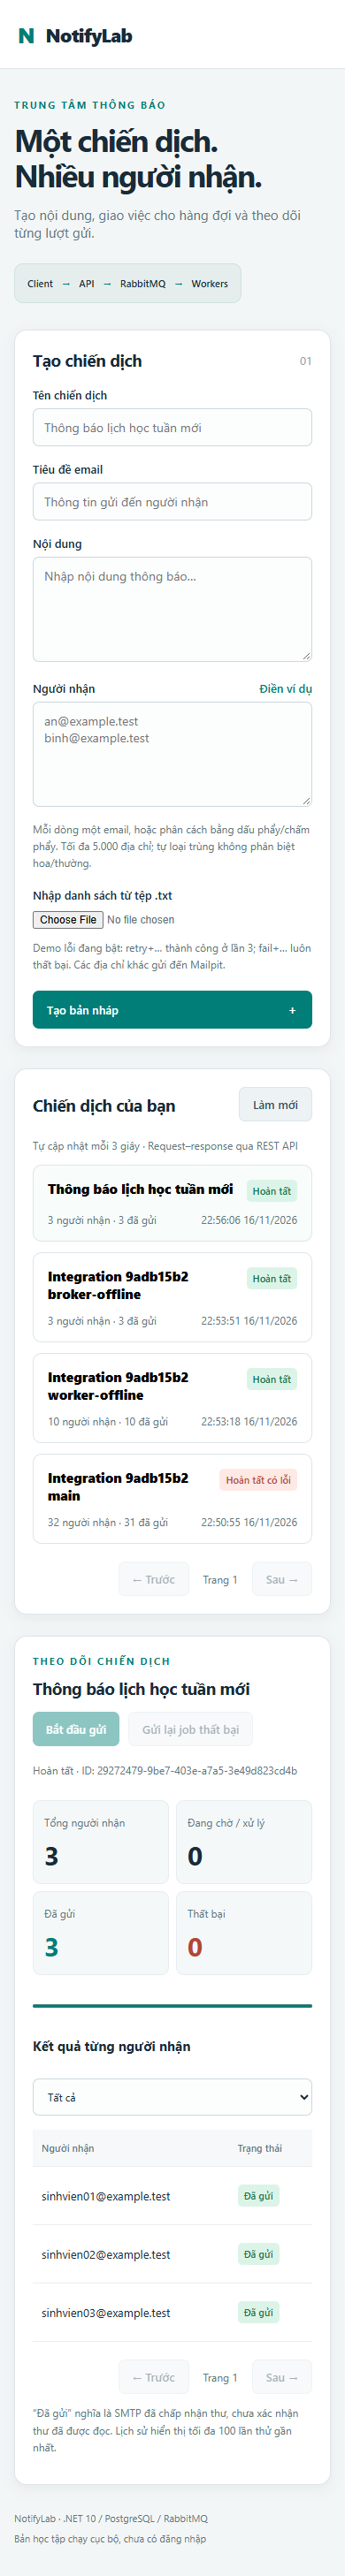 N NotifyLab
TRUNG TÂM THÔNG BÁO
Một chiến dịch.
Nhiều người nhận.
Tạo nội dung, giao việc cho hàng đợi và theo dõi
từng lượt gửi.
Client → API → RabbitMQ → Workers
Tạo chiến dịch 01
Tên chiến dịch
Thông báo lịch học tuần mới
Tiêu đề email
Thông tin gửi đến người nhận
Nội dung
Nhập nội dung thông báo...
Người nhận Điền ví dụ
an@example.test
binh@example.test
Mỗi dòng một email, hoặc phân cách bằng dấu phẩy/chấm
phẩy. Tối đa 5.000 địa chỉ; tự loại trùng không phân biệt
hoa/thường.
Nhập danh sách từ tệp .txt
Choose File No file chosen
Demo lỗi đang bật: retry+... thành công ở lần 3; fail+... luôn
thất bại. Các địa chỉ khác gửi đến Mailpit.
Tạo bản nháp +
Chiến dịch của bạn Làm mới
Tự cập nhật mỗi 3 giây · Request–response qua REST API
Thông báo lịch học tuần mới Hoàn tất
3 người nhận · 3 đã gửi 22:56:06 16/11/2026
Integration 9adb15b2 Hoàn tất
broker-offline
3 người nhận · 3 đã gửi 22:53:51 16/11/2026
Integration 9adb15b2 Hoàn tất
worker-offline
10 người nhận · 10 đã gửi 22:53:18 16/11/2026
Integration 9adb15b2 Hoàn tất có lỗi
main
32 người nhận · 31 đã gửi 22:50:55 16/11/2026
← Trước Trang 1 Sau →
THEO DÕI CHIẾN DỊCH
Thông báo lịch học tuần mới
Bắt đầu gửi Gửi lại job thất bại
Hoàn tất · ID: 29272479-9be7-403e-a7a5-3e49d823cd4b
Tổng người nhận Đang chờ / xử lý
3 0
Đã gửi Thất bại
3 0
Kết quả từng người nhận
Tất cả
Người nhận Trạng thái
sinhvien01@example.test Đã gửi
sinhvien02@example.test Đã gửi
sinhvien03@example.test Đã gửi
← Trước Trang 1 Sau →
“Đã gửi” nghĩa là SMTP đã chấp nhận thư, chưa xác nhận
thư đã được đọc. Lịch sử hiển thị tối đa 100 lần thử gần
nhất.
NotifyLab · .NET 10 / PostgreSQL / RabbitMQ
Bản học tập chạy cục bộ, chưa có đăng nhập